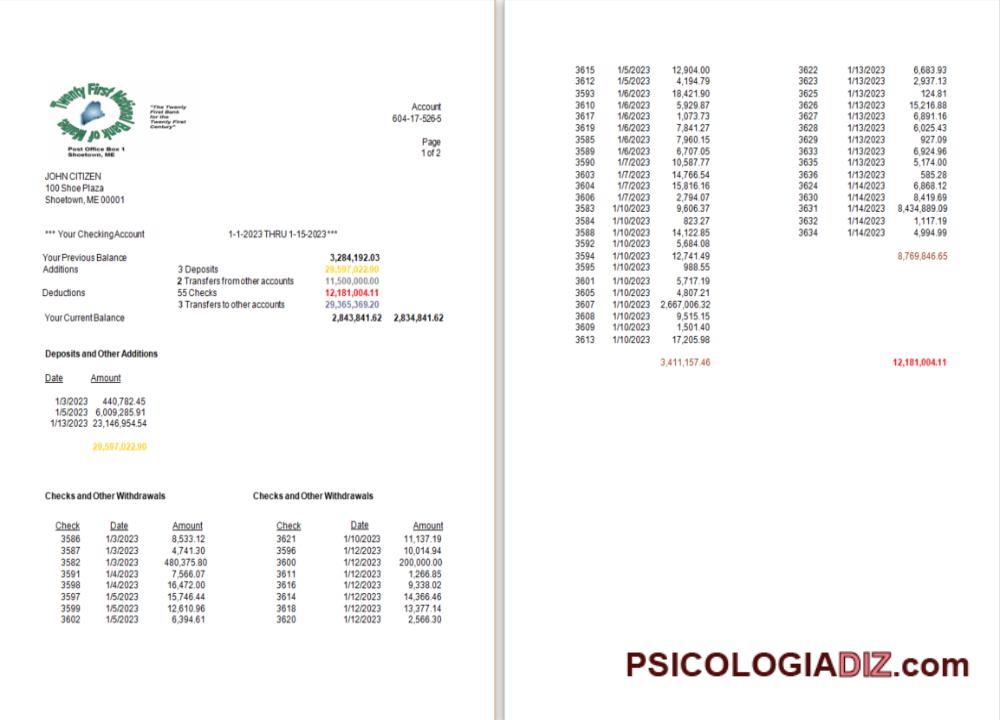 Twenty First National
Bank of Maine
"The Twenty
First Bank
for the
Twenty First
Century"
Post Office Box 1
Shoetown, ME
Account
604-17-526-5
Page
1 of 2
JOHN CITIZEN
100 Shoe Plaza
Shoetown, ME 00001
*** Your Checking Account 1-1-2023 THRU 1-15-2023***
Your Previous Balance 3,284,192.03
Additions 3 Deposits 29,597,022.90
2 Transfers from other accounts 11,500,000.00
Deductions 55 Checks 12,181,004.11
3 Transfers to other accounts 29,365,369.20
Your Current Balance 2,843,841.62 2,834,841.62
Deposits and Other Additions
Date Amount
1/3/2023 440,782.45
1/5/2023 6,009,285.91
1/13/2023 23,146,954.54
29,597,022.90
Checks and Other Withdrawals Checks and Other Withdrawals
Check Date Amount Check Date Amount
3586 1/3/2023 8,533.12 3621 1/10/2023 11,137.19
3587 1/3/2023 4,741.30 3596 1/12/2023 10,014.94
3582 1/3/2023 480,375.80 3600 1/12/2023 200,000.00
3591 1/4/2023 7,566.07 3611 1/12/2023 1,266.85
3598 1/4/2023 16,472.00 3616 1/12/2023 9,338.02
3597 1/5/2023 15,746.44 3614 1/12/2023 14,366.46
3599 1/5/2023 12,610.96 3618 1/12/2023 13,377.14
3602 1/5/2023 6,394.61 3620 1/12/2023 2,566.30
3615 1/5/2023 12,904.00 3622 1/13/2023 6,683.93
3612 1/5/2023 4,194.79 3623 1/13/2023 2,937.13
3593 1/6/2023 18,421.90 3625 1/13/2023 124.81
3610 1/6/2023 5,929.87 3626 1/13/2023 15,216.88
3617 1/6/2023 1,073.73 3627 1/13/2023 6,891.16
3619 1/6/2023 7,841.27 3628 1/13/2023 6,025.43
3585 1/6/2023 7,960.15 3629 1/13/2023 927.09
3589 1/6/2023 6,707.05 3633 1/13/2023 6,924.96
3590 1/7/2023 10,587.77 3635 1/13/2023 5,174.00
3603 1/7/2023 14,766.54 3636 1/13/2023 585.28
3604 1/7/2023 15,816.16 3624 1/14/2023 6,868.12
3606 1/7/2023 2,794.07 3630 1/14/2023 8,419.69
3583 1/10/2023 9,606.37 3631 1/14/2023 8,434,889.09
3584 1/10/2023 823.27 3632 1/14/2023 1,117.19
3588 1/10/2023 14,122.85 3634 1/14/2023 4,994.99
3592 1/10/2023 5,684.08
3594 1/10/2023 12,741.49 8,769,846.65
3595 1/10/2023 988.55
3601 1/10/2023 5,717.19
3605 1/10/2023 4,807.21
3607 1/10/2023 2,667,006.32
3608 1/10/2023 9,515.15
3609 1/10/2023 1,501.40
3613 1/10/2023 17,205.98
3,411,157.46 12,181,004.11
PSICOLOGIADIZ.com